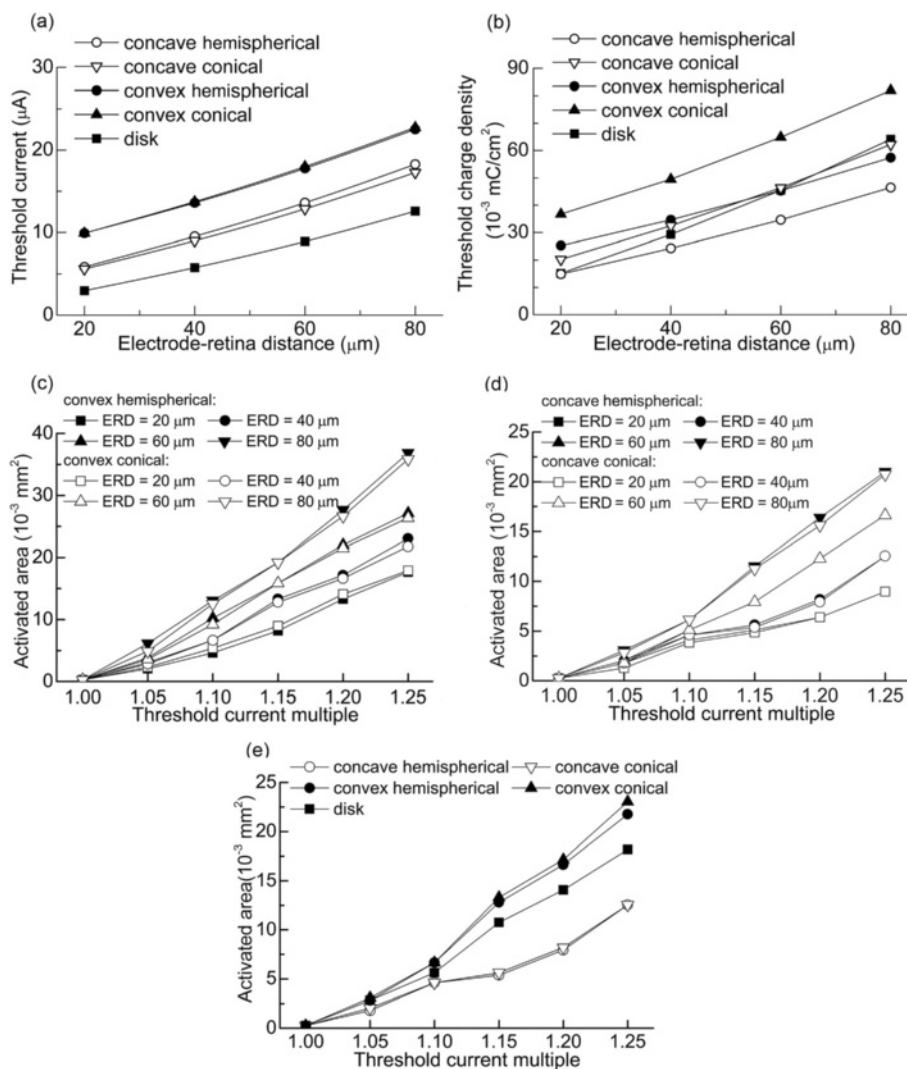 (a)
concave hemispherical
concave conical
convex hemispherical
convex conical
disk
Threshold current (μA)
30
20
10
0
20 40 60 80
Electrode-retina distance (μm)
(b)
concave hemispherical
concave conical
convex hemispherical
convex conical
disk
Threshold charge density
(10⁻³ mC/cm²)
90
60
30
0
20 40 60 80
Electrode-retina distance (μm)
(c)
convex hemispherical:
ERD = 20 μm ERD = 40 μm
ERD = 60 μm ERD = 80 μm
convex conical:
ERD = 20 μm ERD = 40 μm
ERD = 60 μm ERD = 80 μm
Activated area (10⁻³ mm²)
40
30
20
10
0
1.00 1.05 1.10 1.15 1.20 1.25
Threshold current multiple
(d)
concave hemispherical:
ERD = 20 μm ERD = 40 μm
ERD = 60 μm ERD = 80 μm
concave conical:
ERD = 20 μm ERD = 40μm
ERD = 60 μm ERD = 80μm
Activated area (10⁻³ mm²)
25
20
15
10
5
0
1.00 1.05 1.10 1.15 1.20 1.25
Threshold current multiple
(e)
concave hemispherical concave conical
convex hemispherical convex conical
disk
Activated area(10⁻³ mm²)
25
20
15
10
5
0
1.00 1.05 1.10 1.15 1.20 1.25
Threshold current multiple